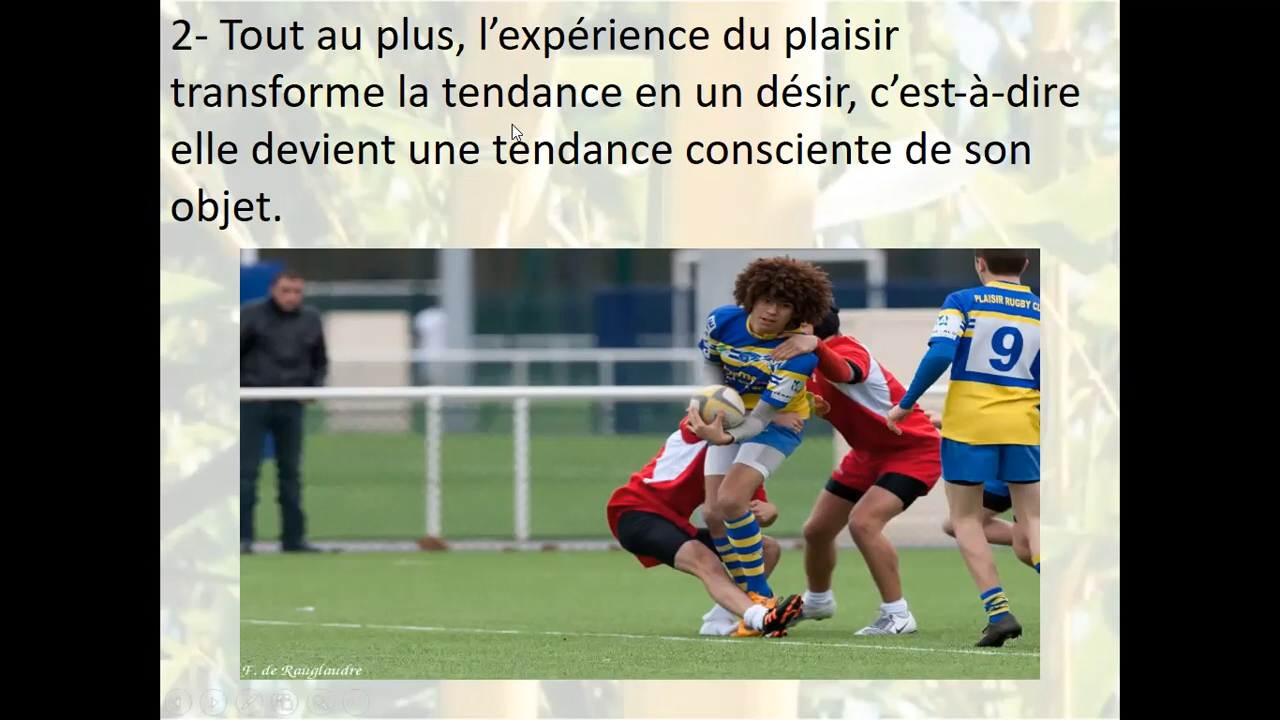 2- Tout au plus, l’expérience du plaisir
transforme la tendance en un désir, c’est-à-dire
elle devient une tendance consciente de son
objet.
PLAISIR RUGBY
9
F. de Rauglaudre